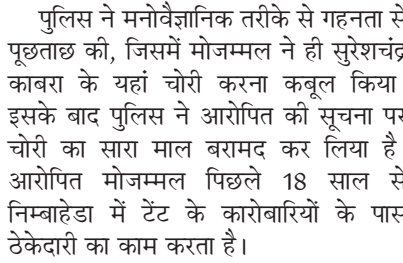 पुलिस ने मनोवैज्ञानिक तरीके से गहनता से
पूछताछ की, जिसमें मोजम्मल ने ही सुरेशचंद्र
काबरा के यहां चोरी करना कबूल किया
इसके बाद पुलिस ने आरोपित की सूचना पर
चोरी का सारा माल बरामद कर लिया है
आरोपित मोजम्मल पिछले 18 साल से
निम्बाहेडा में टेंट के कारोबारियों के पास
ठेकेदारी का काम करता है।